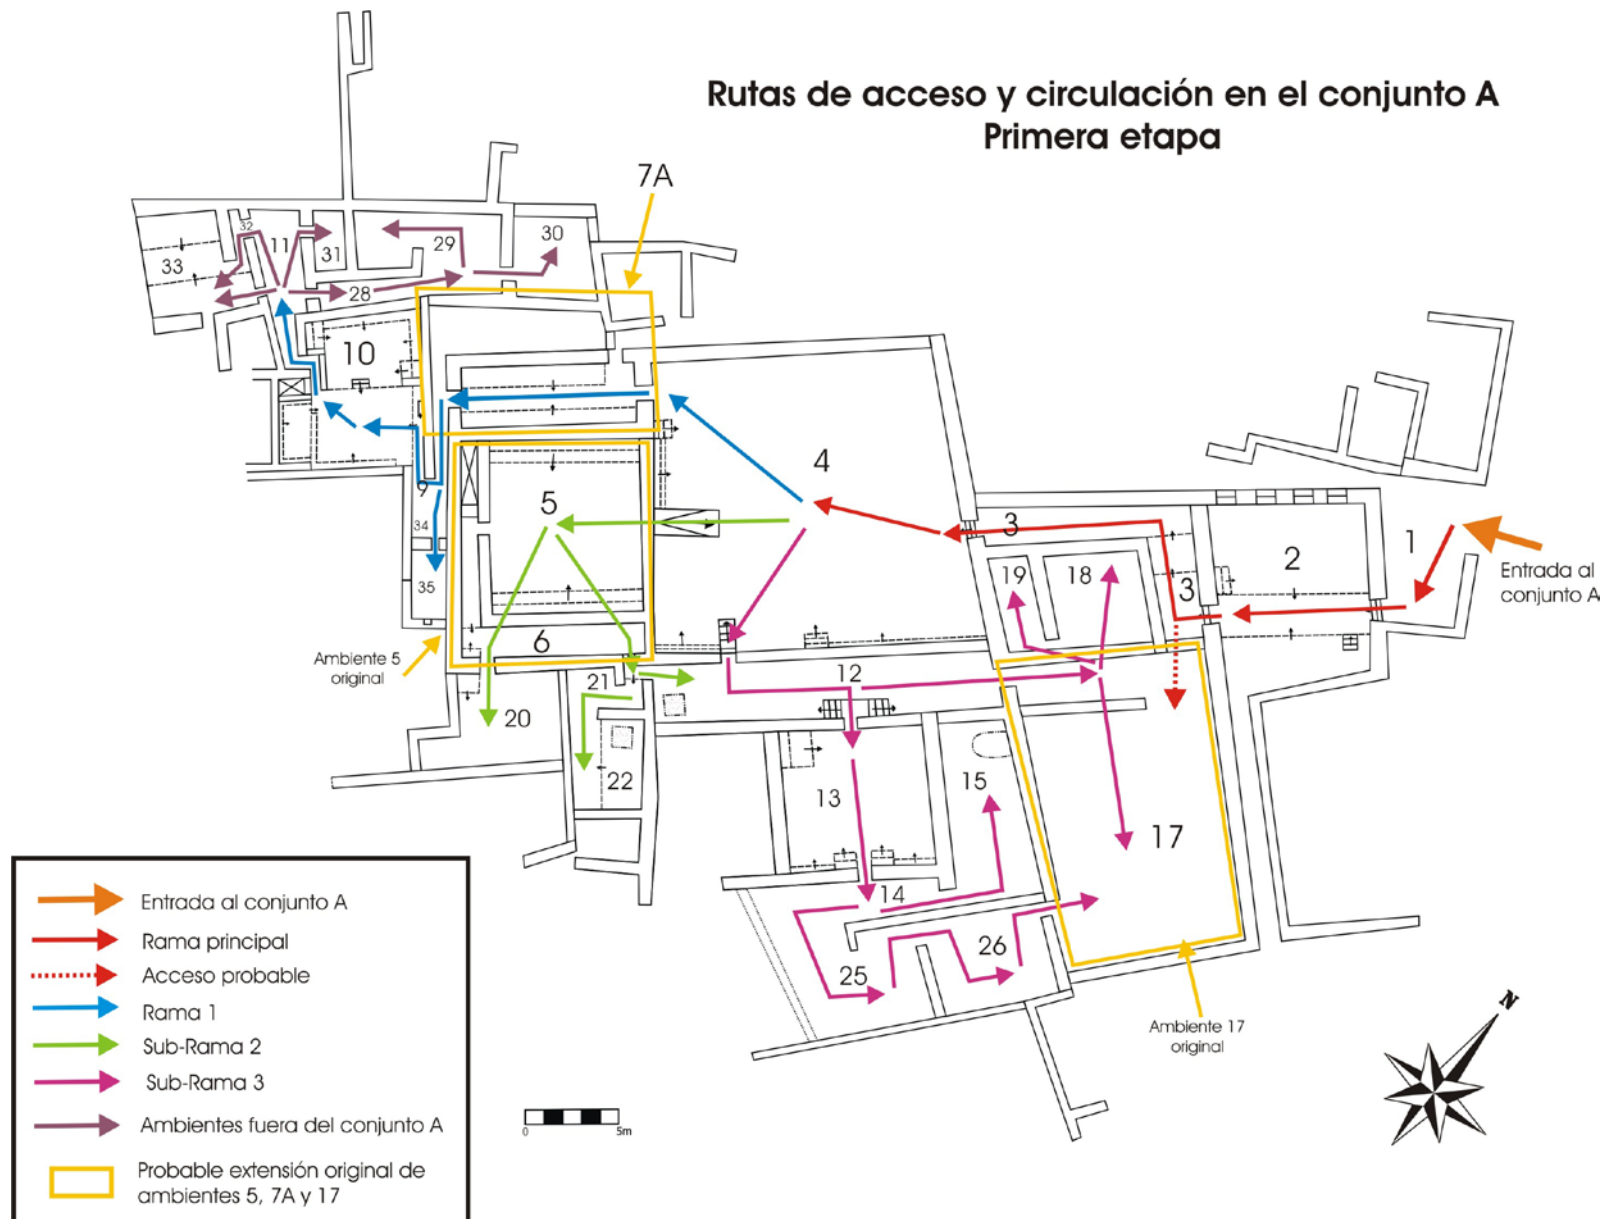 Rutas de acceso y circulación en el conjunto A
Primera etapa
7A
32
11
31
29
30
33
28
10
4
9
5
34
35
6
3
19
18
3
2
1
Entrada al
conjunto A
Ambiente 5
original
12
21
20
22
13
15
17
14
25
26
Ambiente 17
original
N
0
5m
Entrada al conjunto A
Rama principal
Acceso probable
Rama 1
Sub-Rama 2
Sub-Rama 3
Ambientes fuera del conjunto A
Probable extensión original de
ambientes 5, 7A y 17